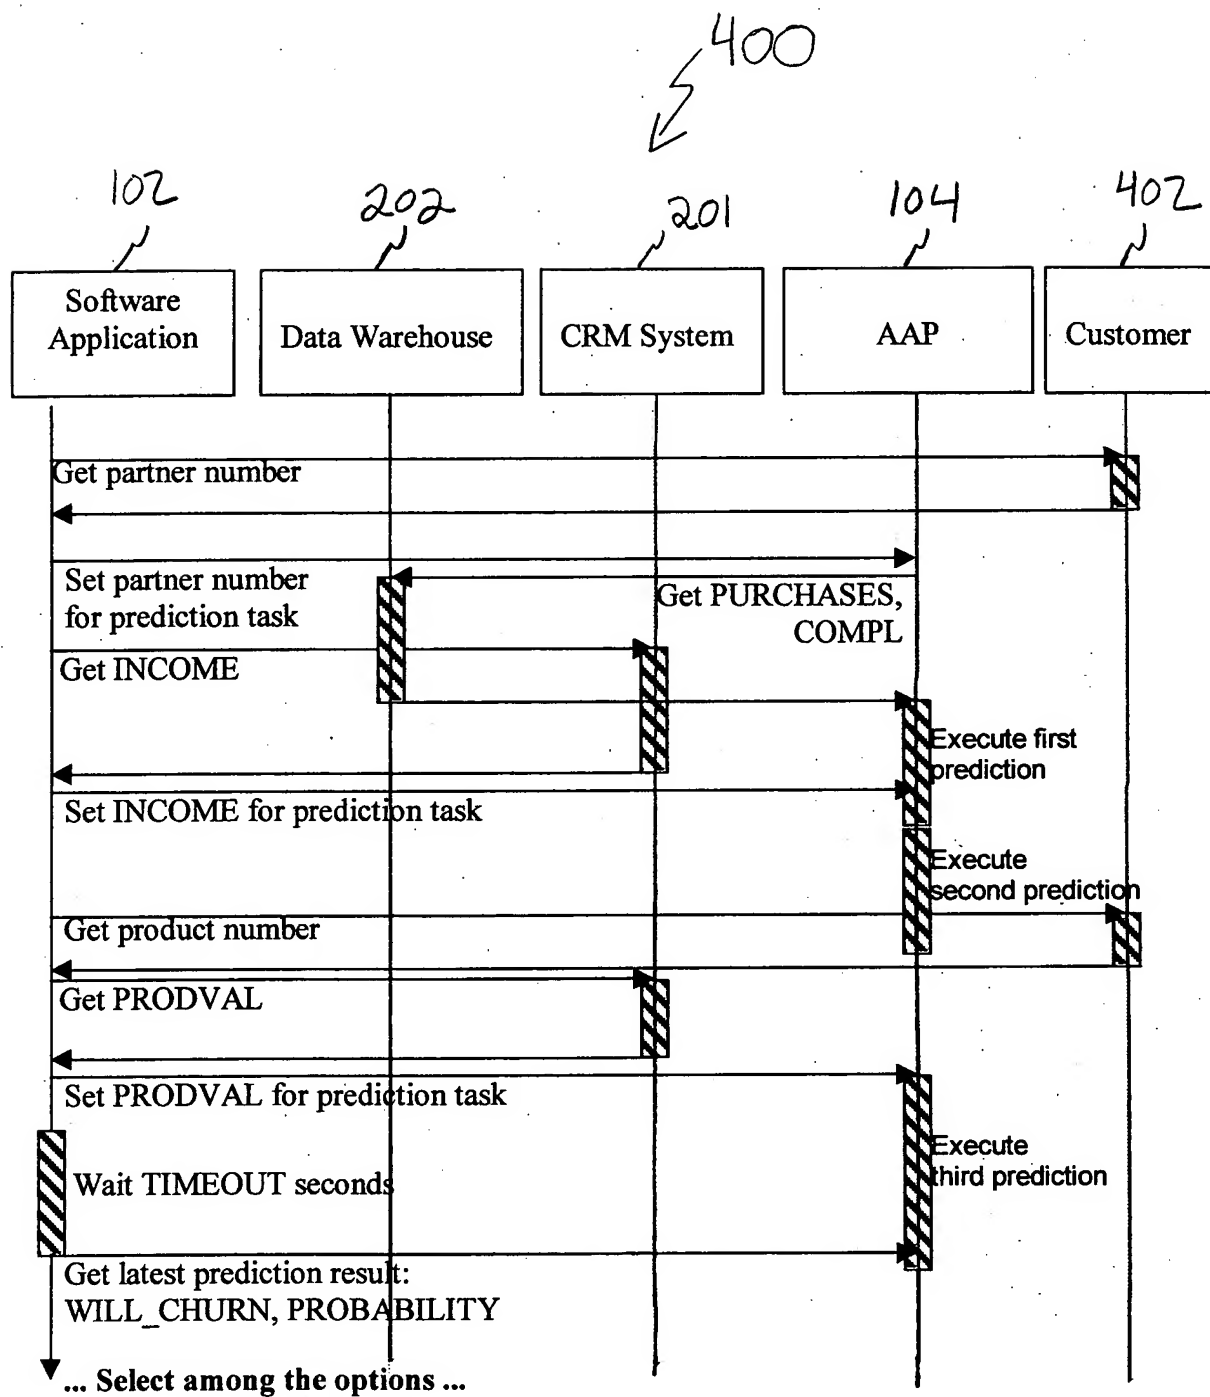 400
102
202
201
104
402
Software
Application
Data Warehouse
CRM System
AAP
Customer
Get partner number
Set partner number
for prediction task
Get PURCHASES,
COMPL
Get INCOME
Execute first
prediction
Set INCOME for prediction task
Execute
second prediction
Get product number
Get PRODVAL
Set PRODVAL for prediction task
Execute
third prediction
Wait TIMEOUT seconds
Get latest prediction result:
WILL_CHURN, PROBABILITY
... Select among the options ...